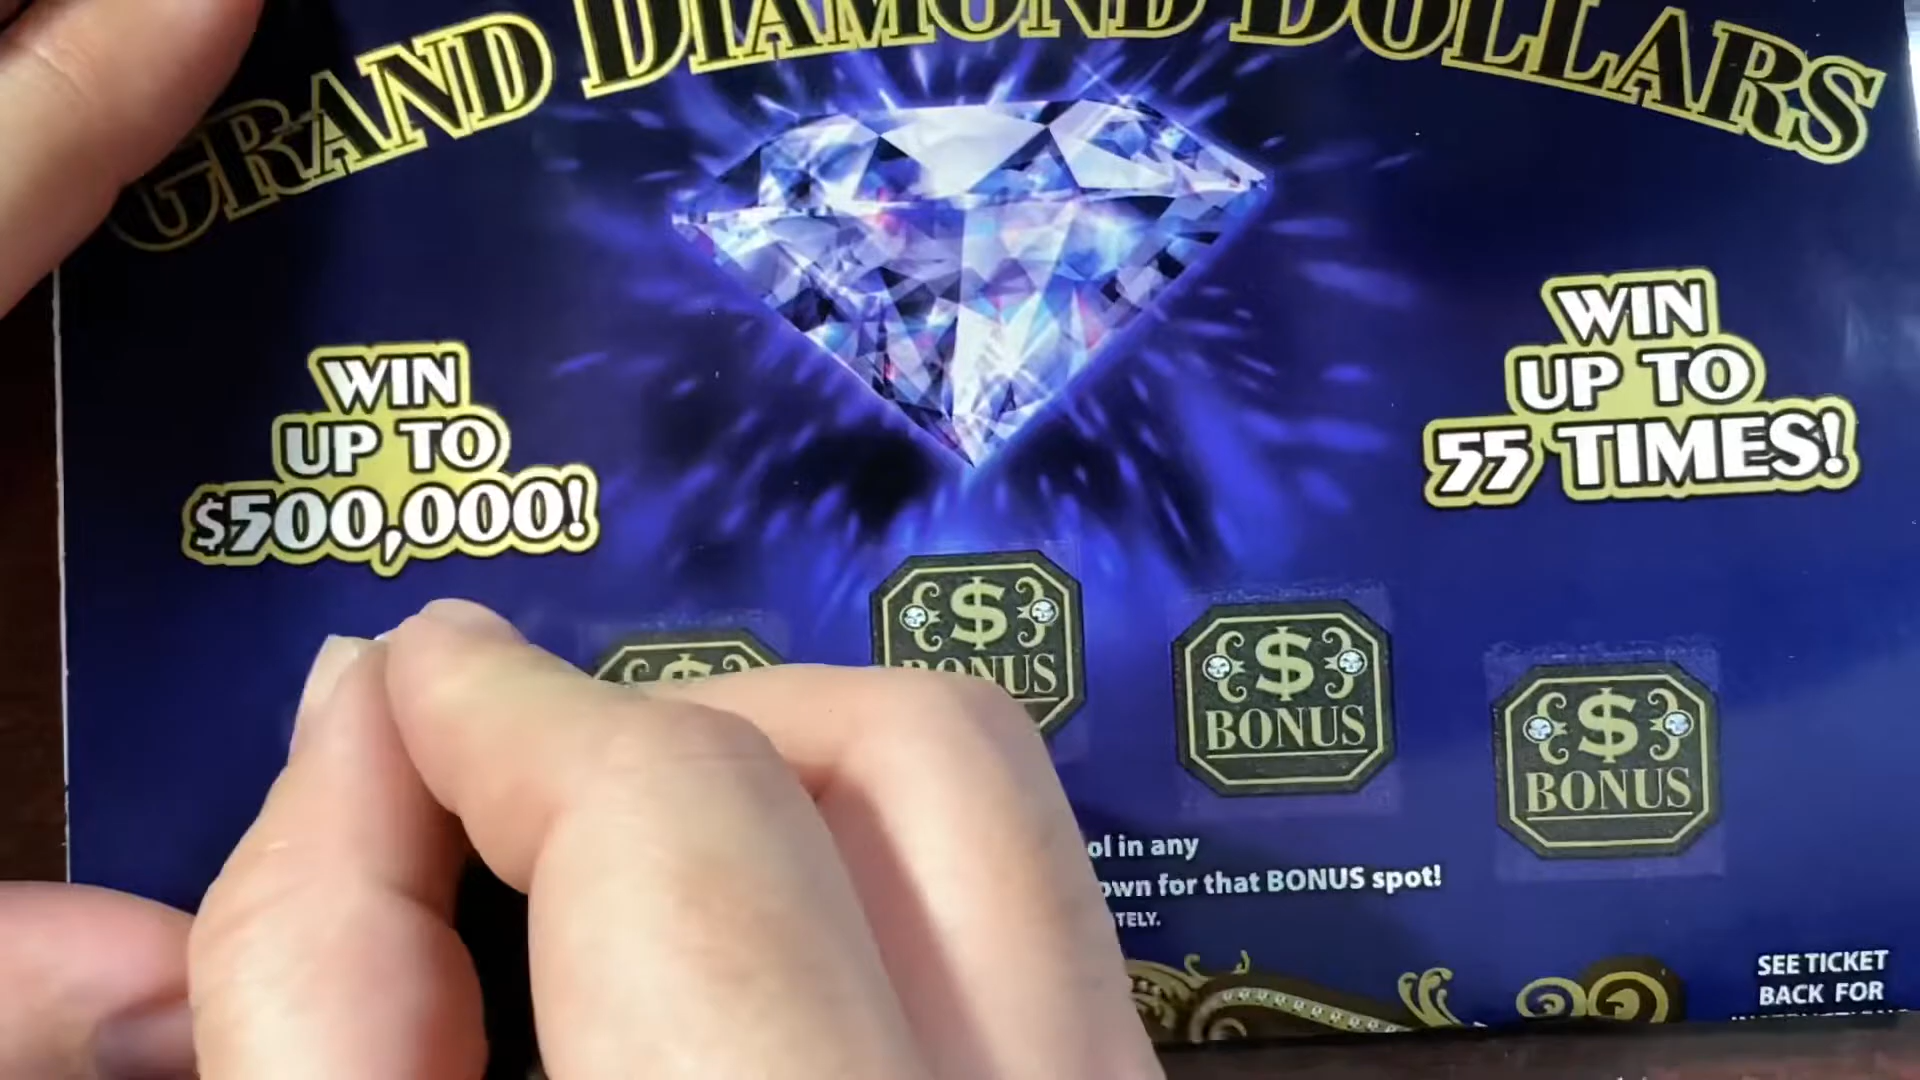 GRAND DIAMOND DOLLARS
WIN
UP TO
$500,000!
WIN
UP TO
55 TIMES!
$
BONUS
$
BONUS
$
BONUS
$
ol in any
own for that BONUS spot!
TELY.
SEE TICKET
BACK FOR